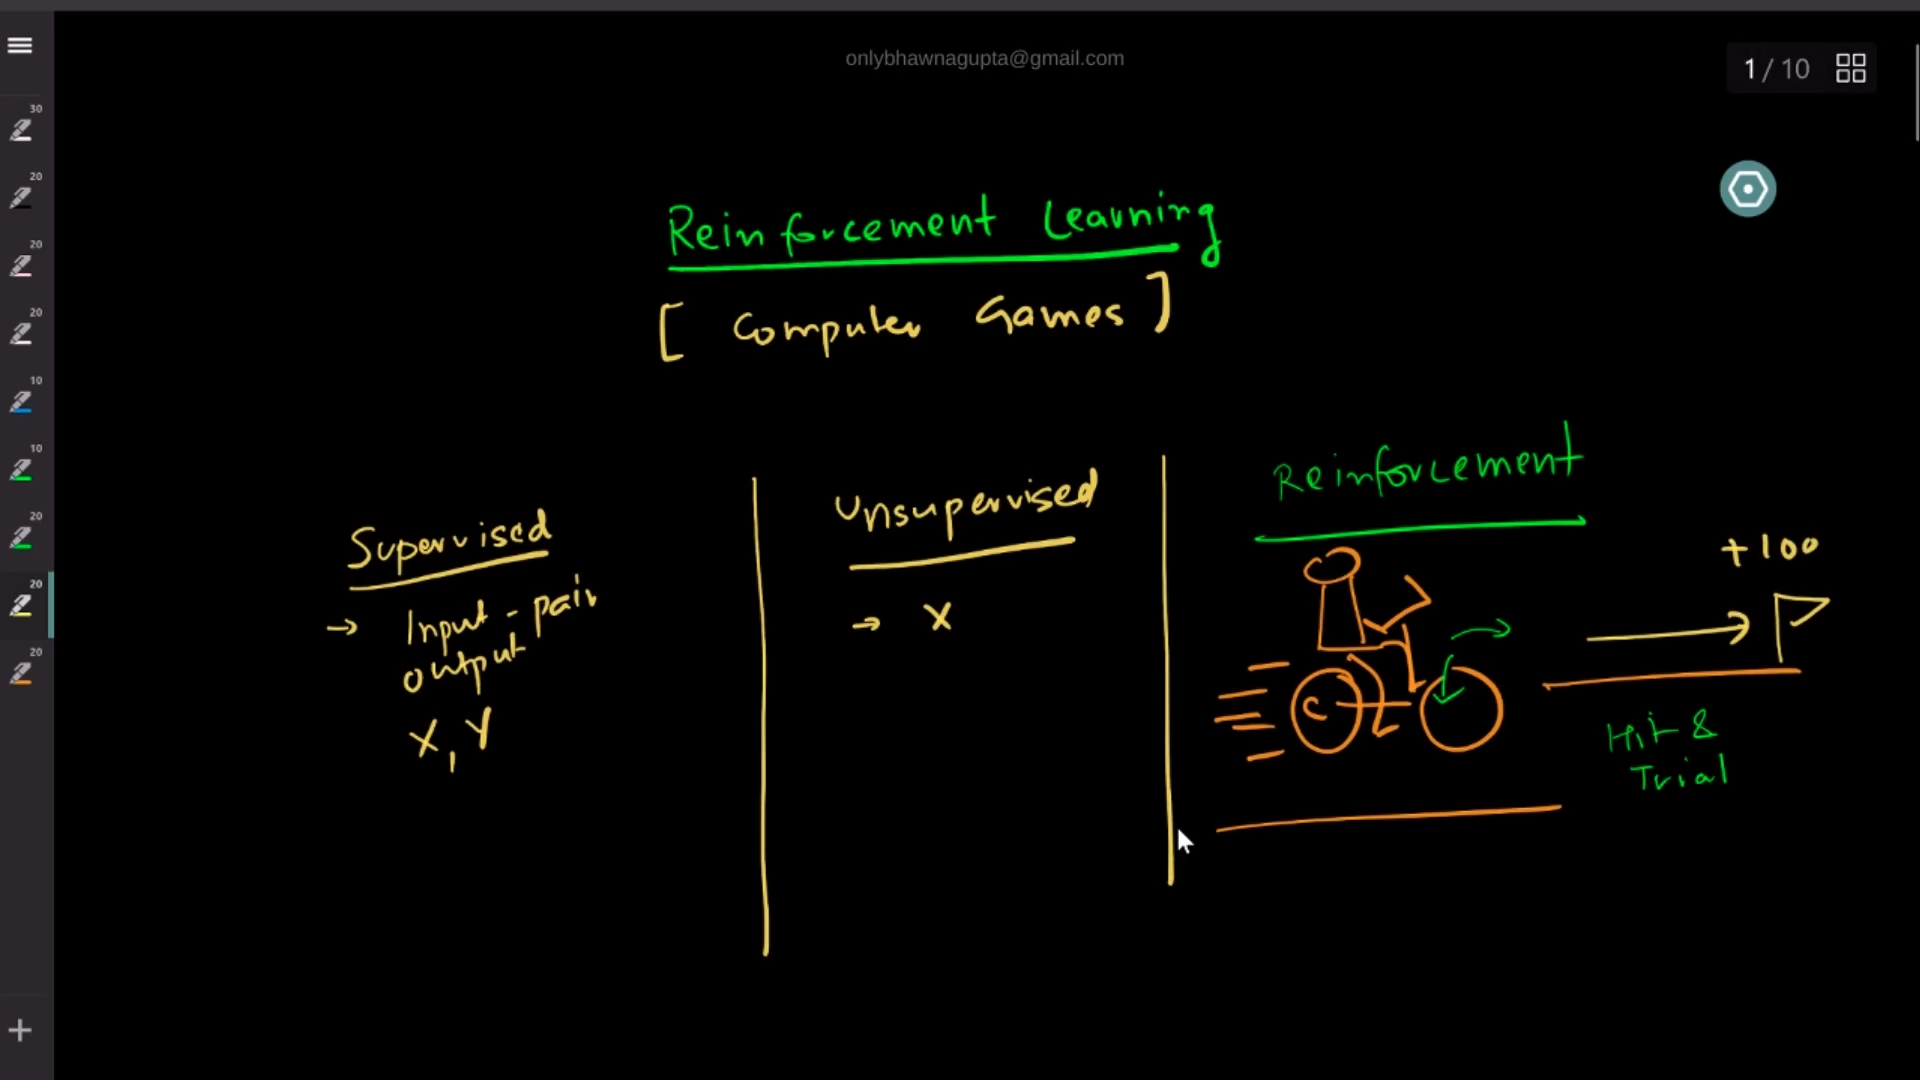 onlybhawnagupta@gmail.com
1 / 10
30
20
20
20
10
10
20
20
20
Reinforcement Learning
[ Computer Games ]
Supervised
→ Input - pair
output
X, Y
Unsupervised
→ X
Reinforcement
+100
C
Hit &
Trial